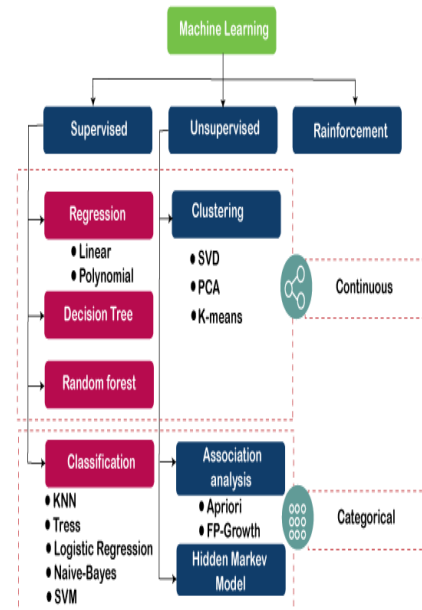 Machine Learning
Supervised
Unsupervised
Rainforcement
Regression
• Linear
• Polynomial
Decision Tree
Random forest
Clustering
• SVD
• PCA
• K-means
Continuous
Classification
• KNN
• Tress
• Logistic Regression
• Naive-Bayes
• SVM
Association
analysis
• Apriori
• FP-Growth
Hidden Markev
Model
Categorical